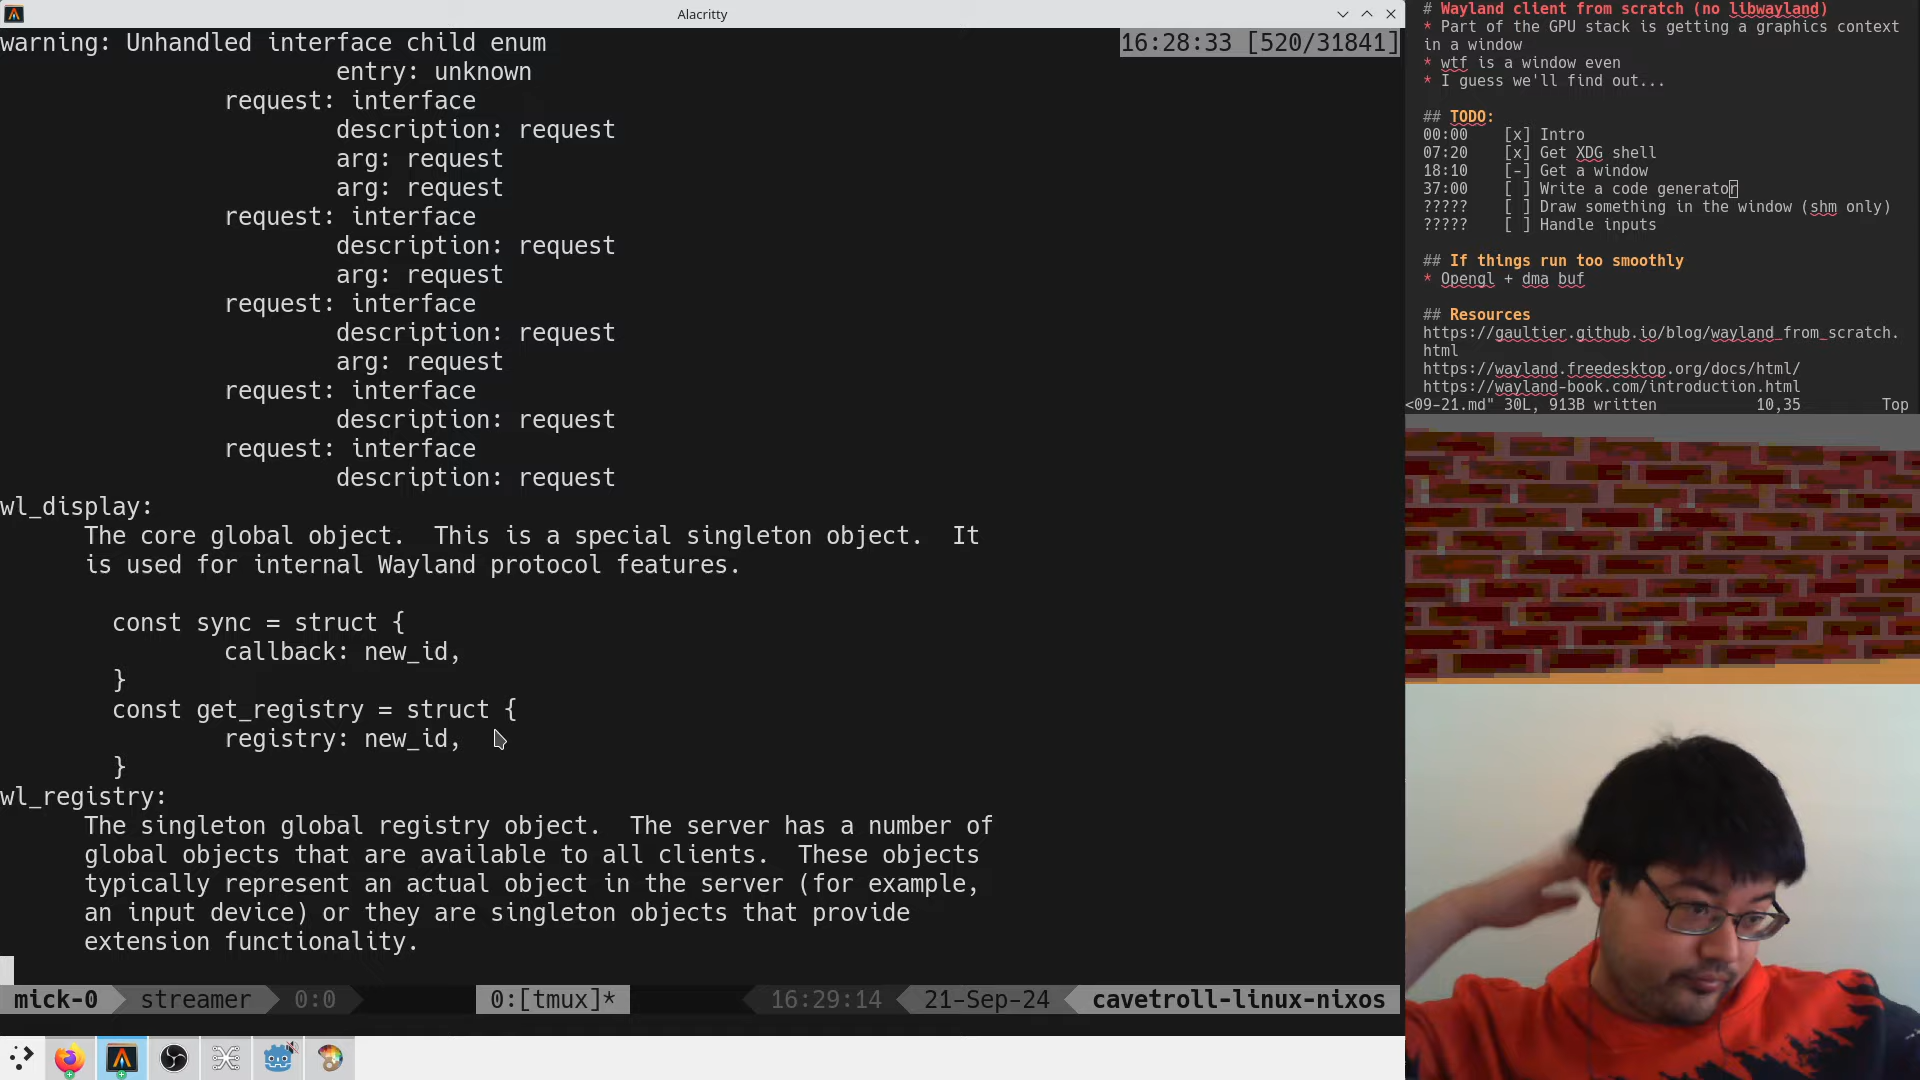 Alacritty
warning: Unhandled interface child enum
16:28:33 [520/31841]
entry: unknown
request: interface
description: request
arg: request
arg: request
request: interface
description: request
arg: request
request: interface
description: request
arg: request
request: interface
description: request
request: interface
description: request
wl_display:
The core global object.  This is a special singleton object.  It
is used for internal Wayland protocol features.
const sync = struct {
callback: new_id,
}
const get_registry = struct {
registry: new_id,
}
wl_registry:
The singleton global registry object.  The server has a number of
global objects that are available to all clients.  These objects
typically represent an actual object in the server (for example,
an input device) or they are singleton objects that provide
extension functionality.
mick-0 streamer 0:0 0:[tmux]* 16:29:14 21-Sep-24 cavetroll-linux-nixos
# Wayland client from scratch (no libwayland)
* Part of the GPU stack is getting a graphics context
in a window
* wtf is a window even
* I guess we'll find out...
## TODO:
00:00 [x] Intro
07:20 [x] Get XDG shell
18:10 [-] Get a window
37:00 [ ] Write a code generator
????? [ ] Draw something in the window (shm only)
????? [ ] Handle inputs
## If things run too smoothly
* Opengl + dma buf
## Resources
https://gaultier.github.io/blog/wayland_from_scratch.
html
https://wayland.freedesktop.org/docs/html/
https://wayland-book.com/introduction.html
<09-21.md" 30L, 913B written 10,35 Top